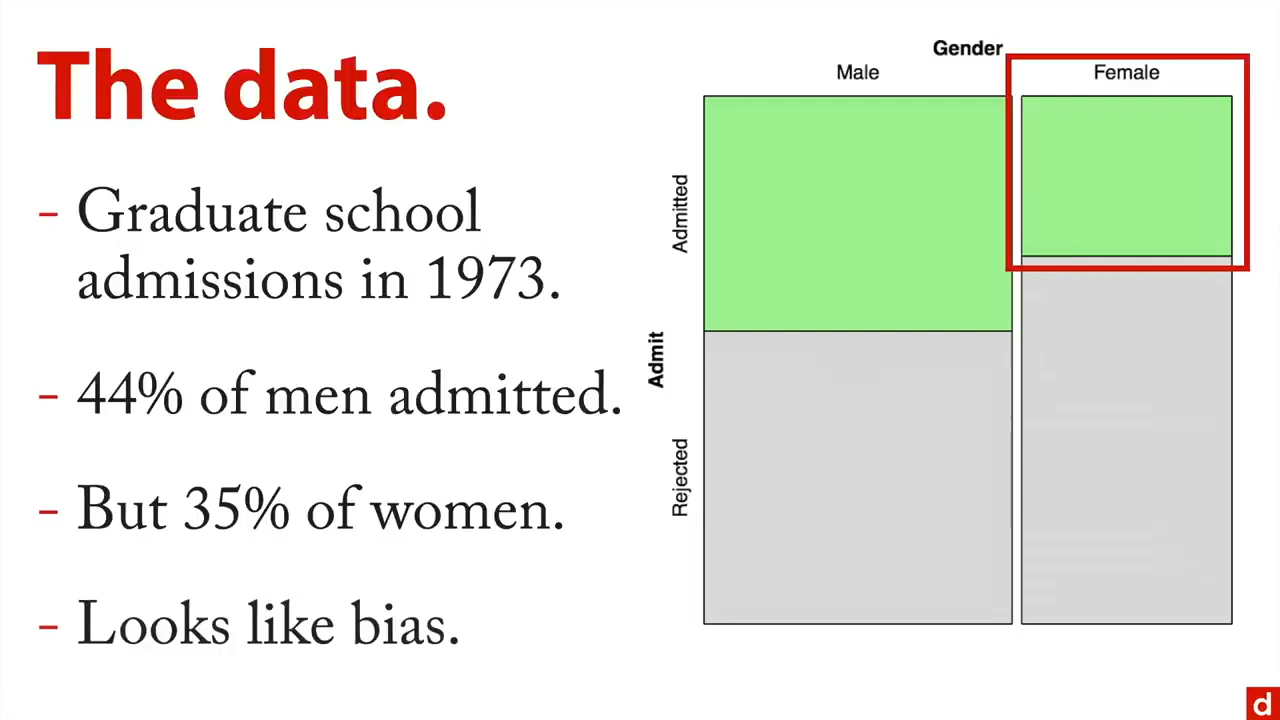 The data.
- Graduate school
admissions in 1973.
- 44% of men admitted.
- But 35% of women.
- Looks like bias.
Gender
Male
Female
Admit
Admitted
Rejected
d